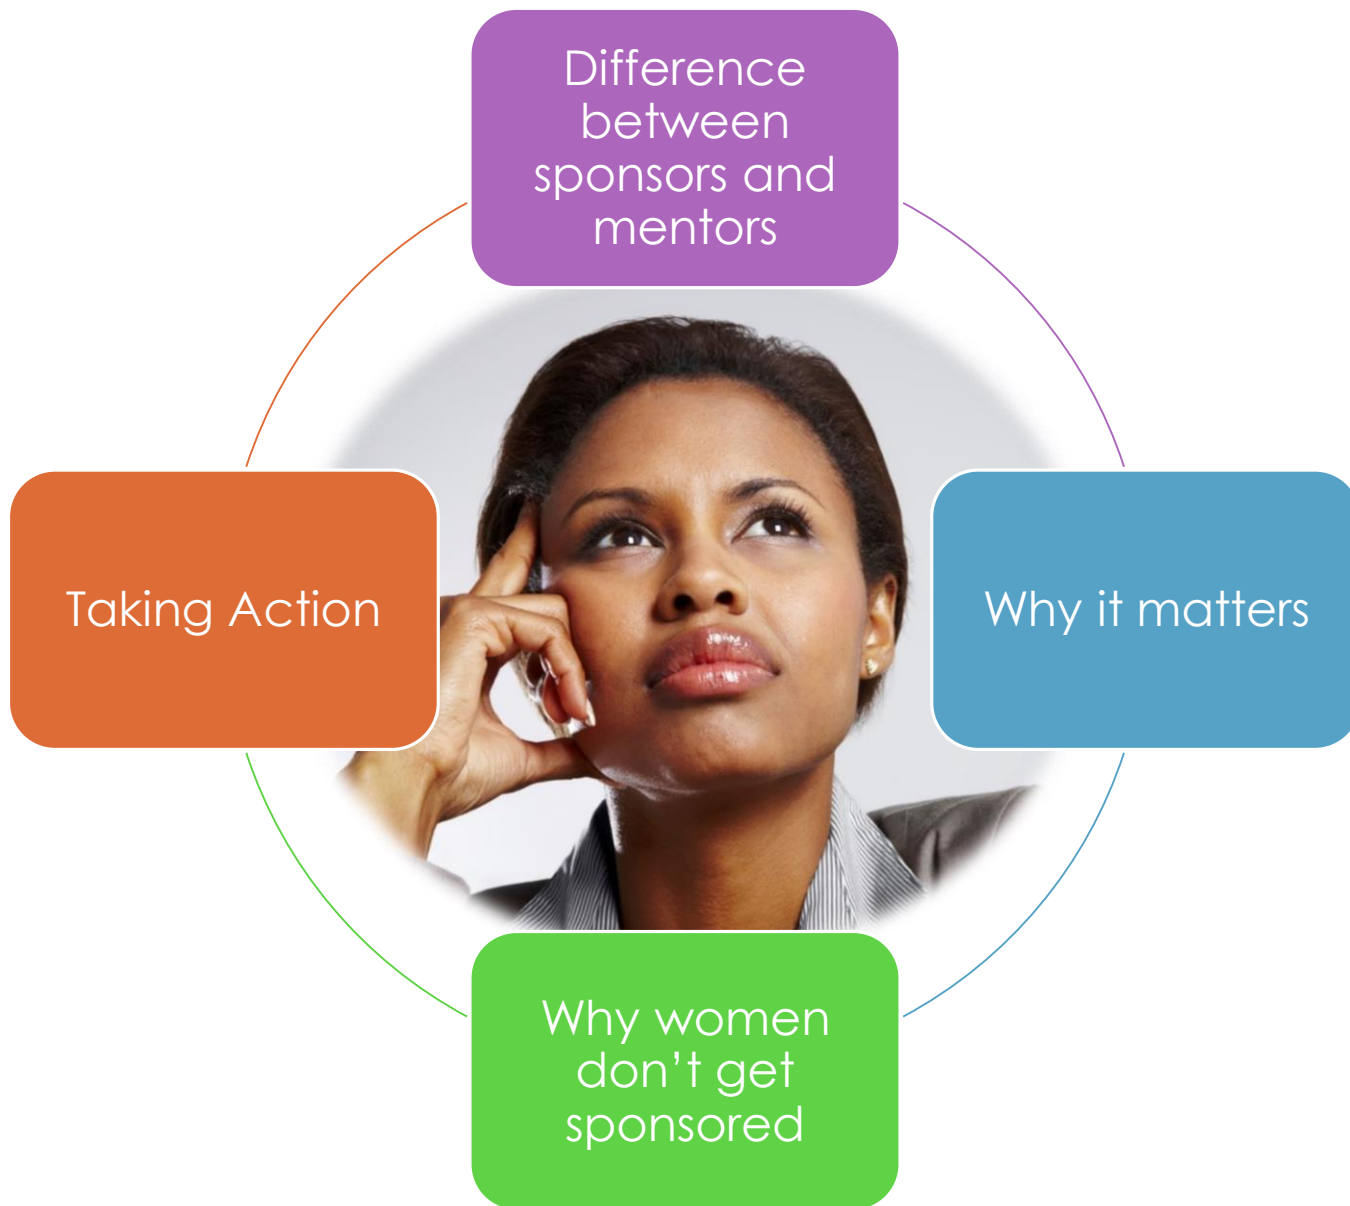 Difference
between
sponsors and
mentors
Taking Action
Why it matters
Why women
don’t get
sponsored